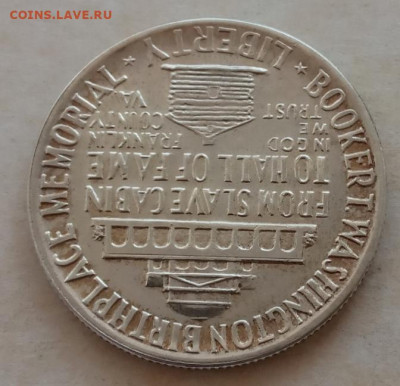 COINS.LAVE.RU
BOOKER T. WASHINGTON BIRTHPLACE MEMORIAL
FROM SLAVE CABIN
TO HALL OF FAME
IN GOD
WE
TRUST
FRANKLIN
COUNTY
VA
★ LIBERTY ★